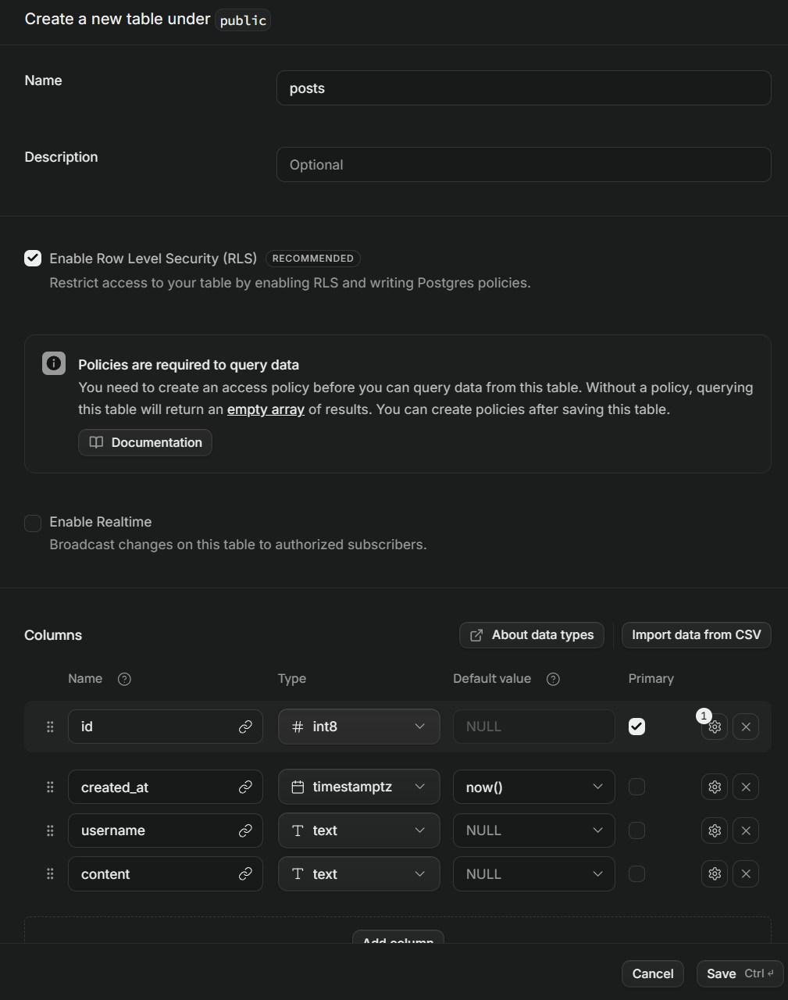 Create a new table under public
Name
posts
Description
Optional
Enable Row Level Security (RLS) RECOMMENDED
Restrict access to your table by enabling RLS and writing Postgres policies.
Policies are required to query data
You need to create an access policy before you can query data from this table. Without a policy, querying
this table will return an empty array of results. You can create policies after saving this table.
Documentation
Enable Realtime
Broadcast changes on this table to authorized subscribers.
Columns About data types Import data from CSV
Name Type Default value Primary
id int8 NULL 1
created_at timestamptz now()
username text NULL
content text NULL
Add column
Cancel Save Ctrl